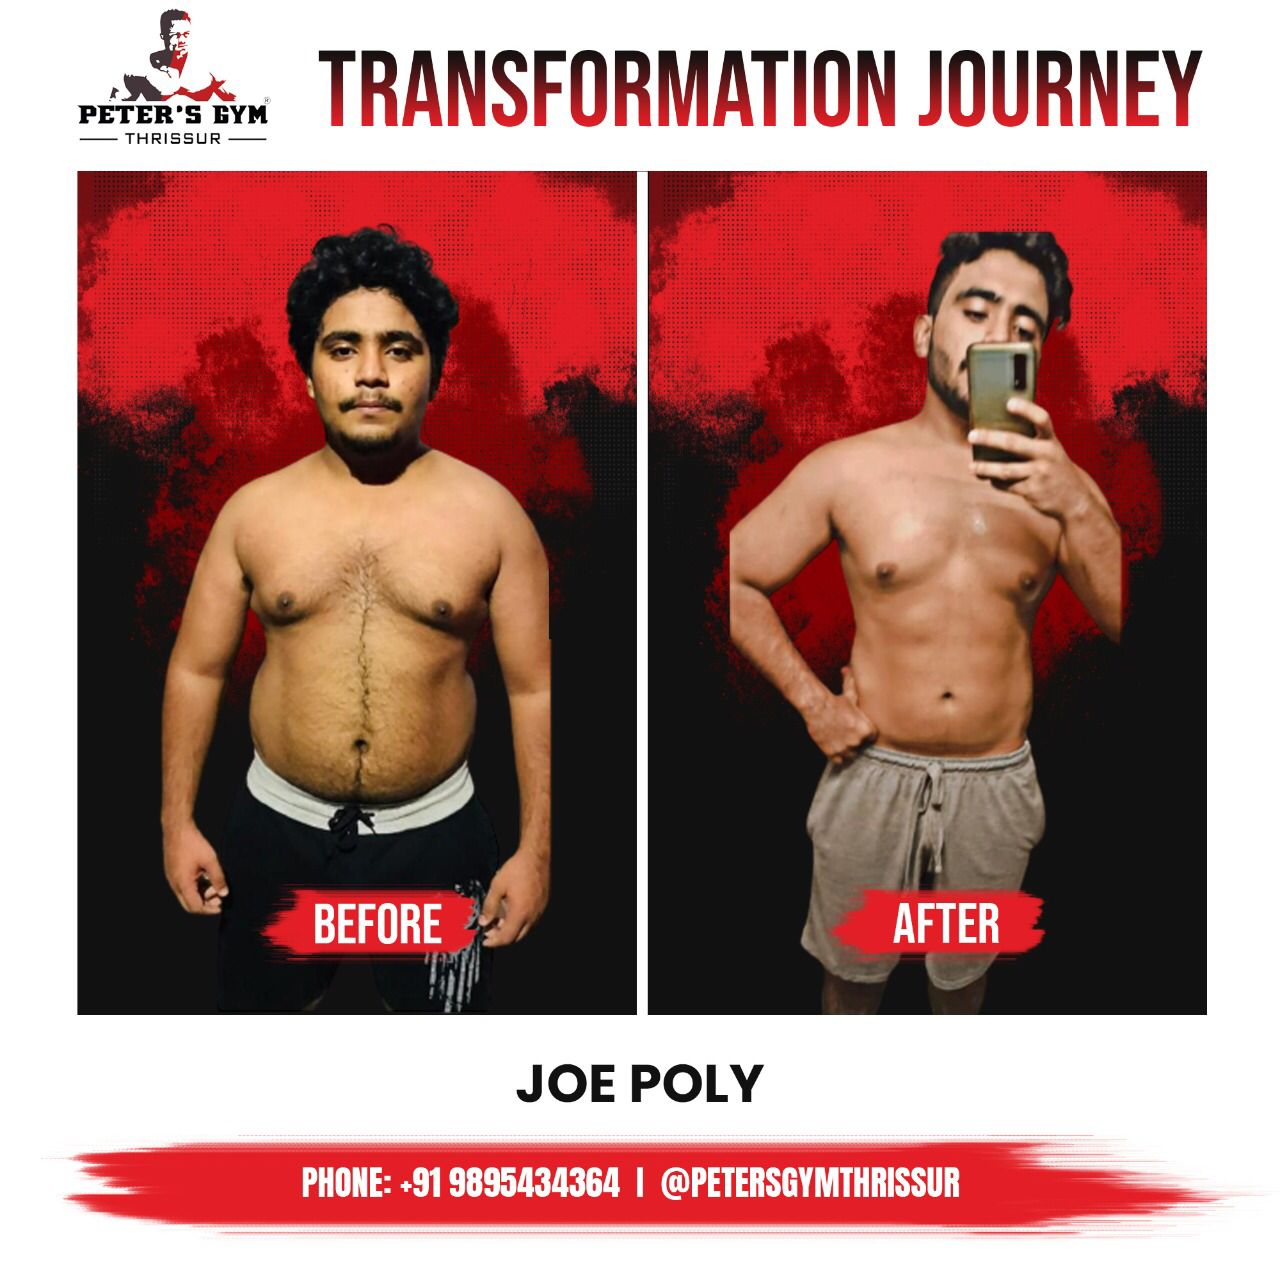 PETER'S GYM
THRISSUR
TRANSFORMATION JOURNEY
BEFORE
AFTER
JOE POLY
PHONE: +91 9895434364 | @PETERSGYMTHRISSUR